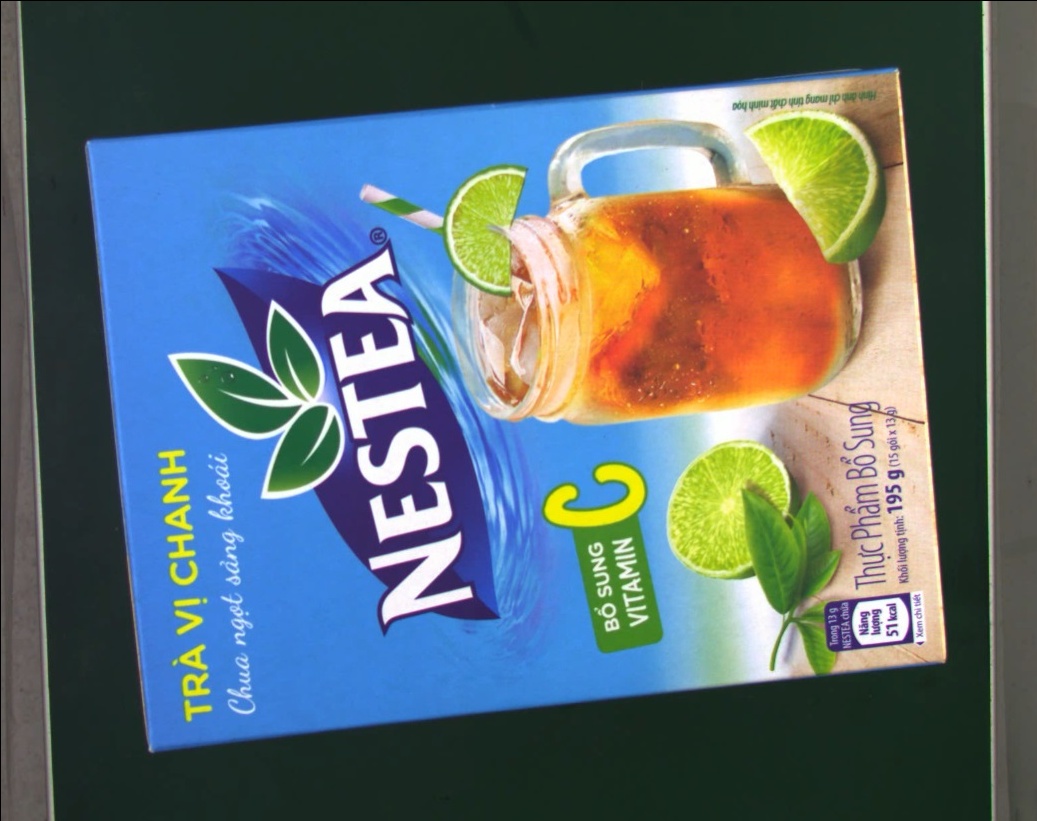 TRÀ VỊ CHANH
Chua ngọt sảng khoái
NESTEA®
BỔ SUNG
VITAMIN C
Thực Phẩm Bổ Sung
Khối lượng tịnh: 195 g (15 gói x 13 g)
Trong 13 g
NESTEA chứa
Năng
lượng
51 kcal
Xem chi tiết
Hình ảnh chỉ mang tính chất minh họa